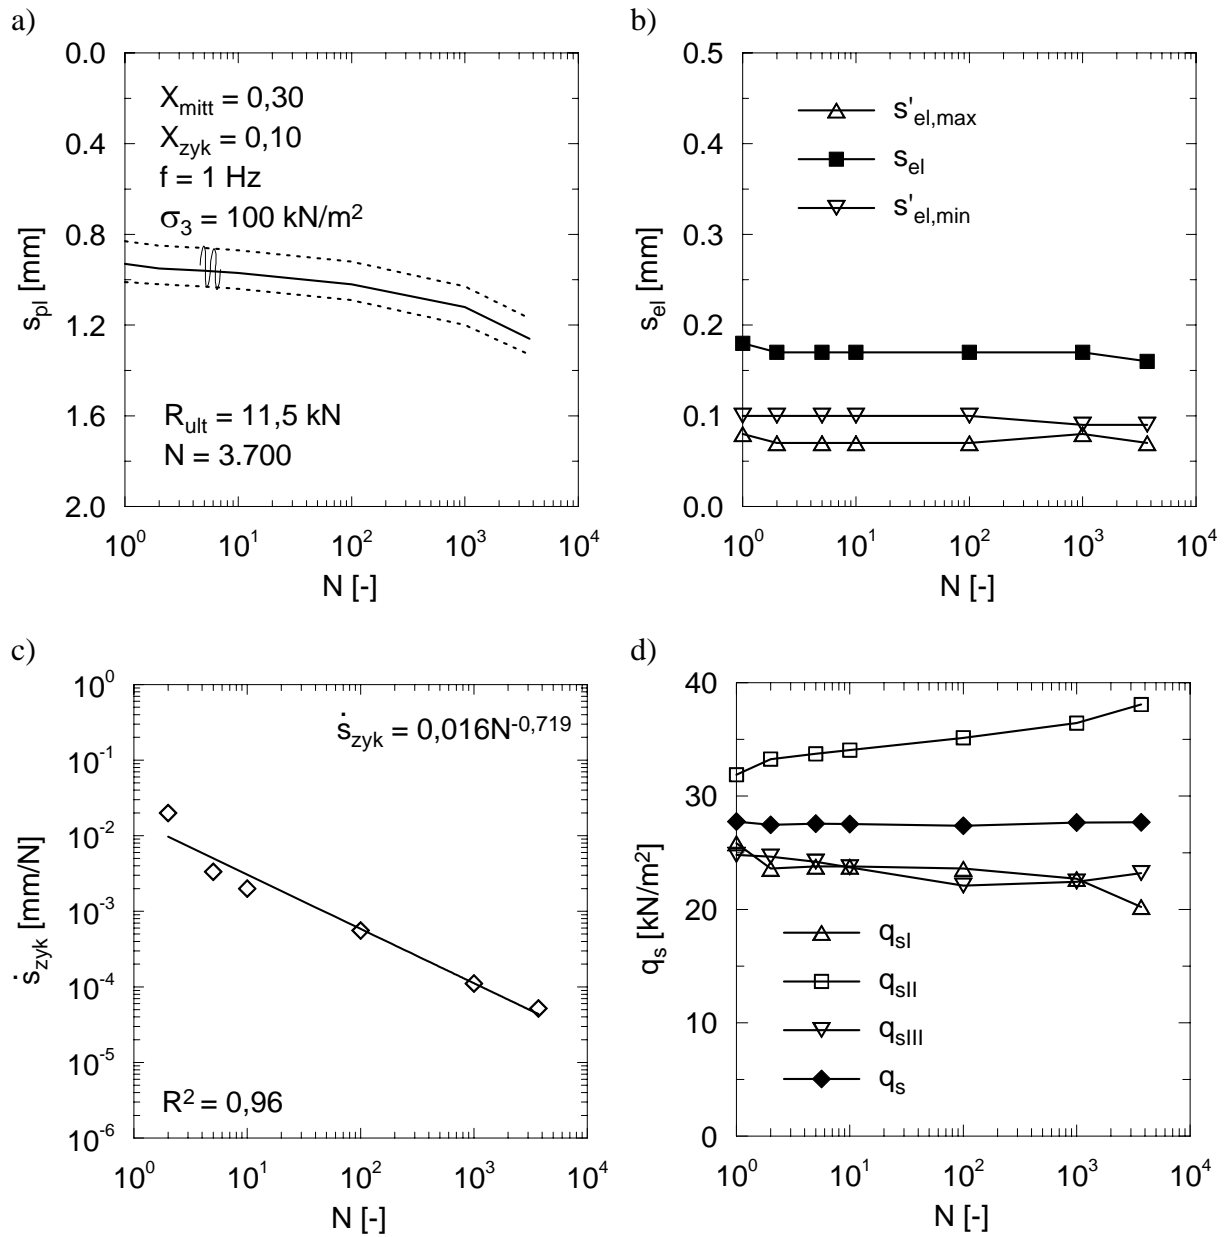 a)
0.0
0.4
0.8
1.2
1.6
2.0
s_pl [mm]
X_mitt = 0,30
X_zyk = 0,10
f = 1 Hz
σ_3 = 100 kN/m^2
R_ult = 11,5 kN
N = 3.700
10^0 10^1 10^2 10^3 10^4
N [-]
b)
0.5
0.4
0.3
0.2
0.1
0.0
s_el [mm]
s'_el,max
s_el
s'_el,min
10^0 10^1 10^2 10^3 10^4
N [-]
c)
10^0
10^-1
10^-2
10^-3
10^-4
10^-5
10^-6
ṡ_zyk [mm/N]
ṡ_zyk = 0,016N^-0,719
R^2 = 0,96
10^0 10^1 10^2 10^3 10^4
N [-]
d)
40
30
20
10
0
q_s [kN/m^2]
q_sI
q_sII
q_sIII
q_s
10^0 10^1 10^2 10^3 10^4
N [-]